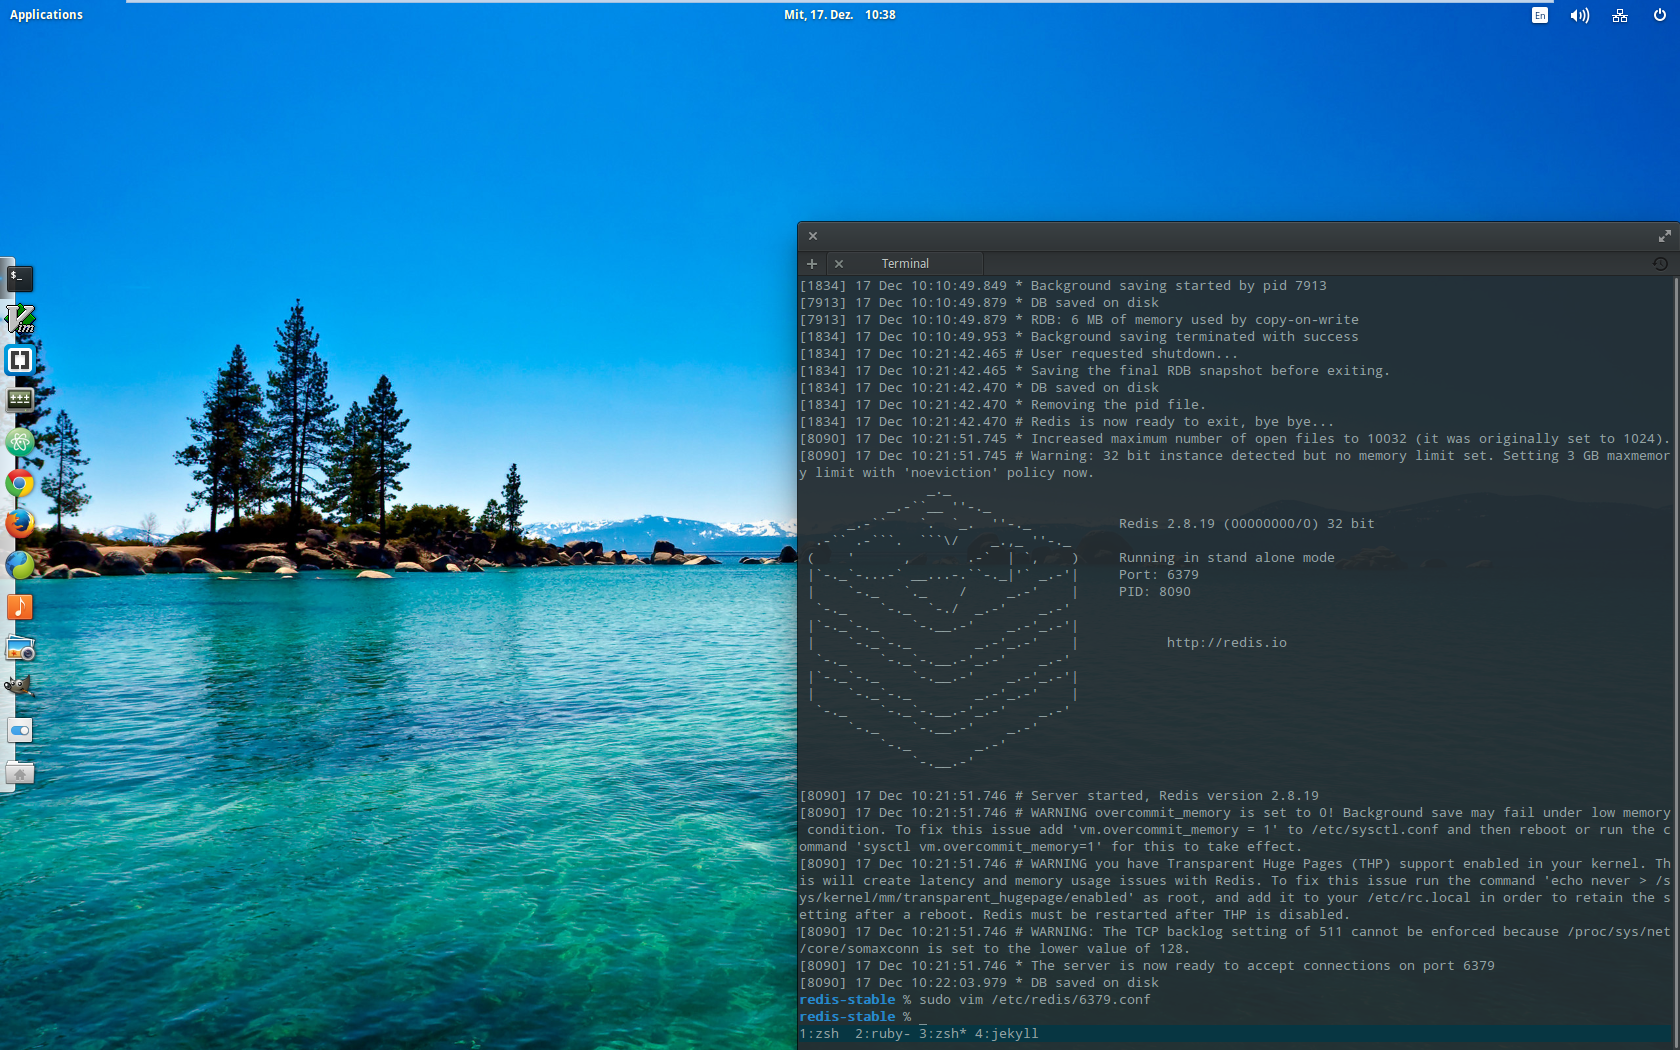 Applications
Mit, 17. Dez. 10:38
En
Terminal
$_
Vim
[1834] 17 Dec 10:10:49.849 * Background saving started by pid 7913
[7913] 17 Dec 10:10:49.879 * DB saved on disk
[7913] 17 Dec 10:10:49.879 * RDB: 6 MB of memory used by copy-on-write
[1834] 17 Dec 10:10:49.953 * Background saving terminated with success
[1834] 17 Dec 10:21:42.465 # User requested shutdown...
[1834] 17 Dec 10:21:42.465 * Saving the final RDB snapshot before exiting.
[1834] 17 Dec 10:21:42.470 * DB saved on disk
[1834] 17 Dec 10:21:42.470 * Removing the pid file.
[1834] 17 Dec 10:21:42.470 # Redis is now ready to exit, bye bye...
[8090] 17 Dec 10:21:51.745 * Increased maximum number of open files to 10032 (it was originally set to 1024).
[8090] 17 Dec 10:21:51.745 # Warning: 32 bit instance detected but no memory limit set. Setting 3 GB maxmemor
y limit with 'noeviction' policy now.
Redis 2.8.19 (00000000/0) 32 bit
Running in stand alone mode
Port: 6379
PID: 8090
http://redis.io
[8090] 17 Dec 10:21:51.746 # Server started, Redis version 2.8.19
[8090] 17 Dec 10:21:51.746 # WARNING overcommit_memory is set to 0! Background save may fail under low memory
condition. To fix this issue add 'vm.overcommit_memory = 1' to /etc/sysctl.conf and then reboot or run the c
ommand 'sysctl vm.overcommit_memory=1' for this to take effect.
[8090] 17 Dec 10:21:51.746 # WARNING you have Transparent Huge Pages (THP) support enabled in your kernel. Th
is will create latency and memory usage issues with Redis. To fix this issue run the command 'echo never > /s
ys/kernel/mm/transparent_hugepage/enabled' as root, and add it to your /etc/rc.local in order to retain the s
etting after a reboot. Redis must be restarted after THP is disabled.
[8090] 17 Dec 10:21:51.746 # WARNING: The TCP backlog setting of 511 cannot be enforced because /proc/sys/net
/core/somaxconn is set to the lower value of 128.
[8090] 17 Dec 10:21:51.746 * The server is now ready to accept connections on port 6379
[8090] 17 Dec 10:22:03.979 * DB saved on disk
redis-stable % sudo vim /etc/redis/6379.conf
redis-stable % _
1:zsh 2:ruby- 3:zsh* 4:jekyll